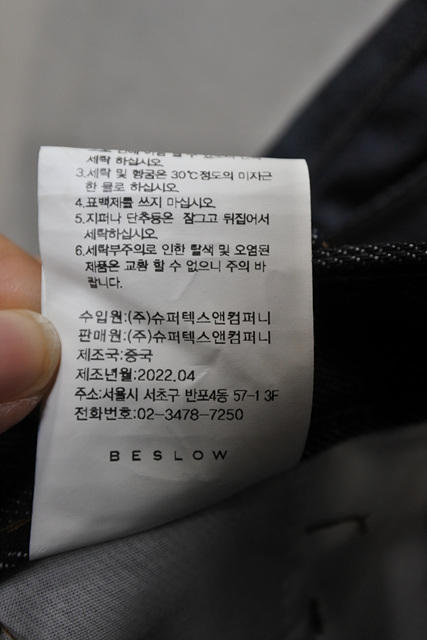 세탁 하십시오.
3.세탁 및 헹굼은 30℃정도의 미지근
한 물로 하십시오.
4.표백제를 쓰지 마십시오.
5.지퍼나 단추등은 잠그고 뒤집어서
세탁하십시오.
6.세탁부주의로 인한 탈색 및 오염된
제품은 교환 할 수 없으니 주의 바
랍니다.
수입원:(주)슈퍼텍스앤컴퍼니
판매원:(주)슈퍼텍스앤컴퍼니
제조국:중국
제조년월:2022.04
주소:서울시 서초구 반포4동 57-1 3F
전화번호:02-3478-7250
BESLOW